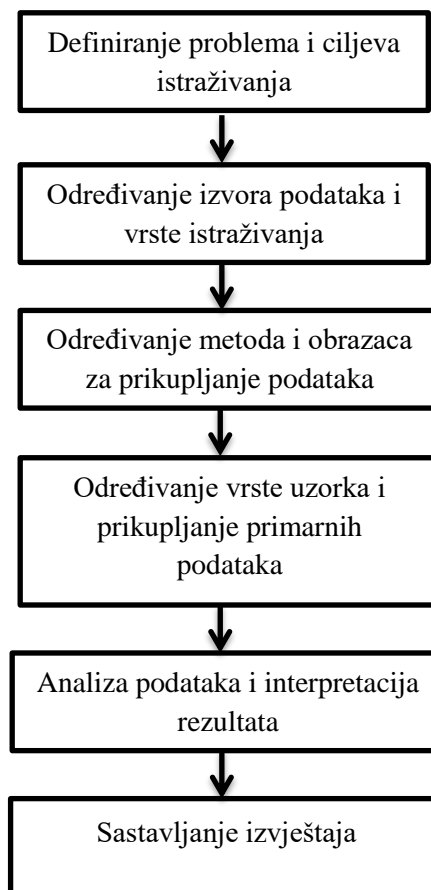 Definiranje problema i ciljeva
istraživanja
Određivanje izvora podataka i
vrste istraživanja
Određivanje metoda i obrazaca
za prikupljanje podataka
Određivanje vrste uzorka i
prikupljanje primarnih
podataka
Analiza podataka i interpretacija
rezultata
Sastavljanje izvještaja